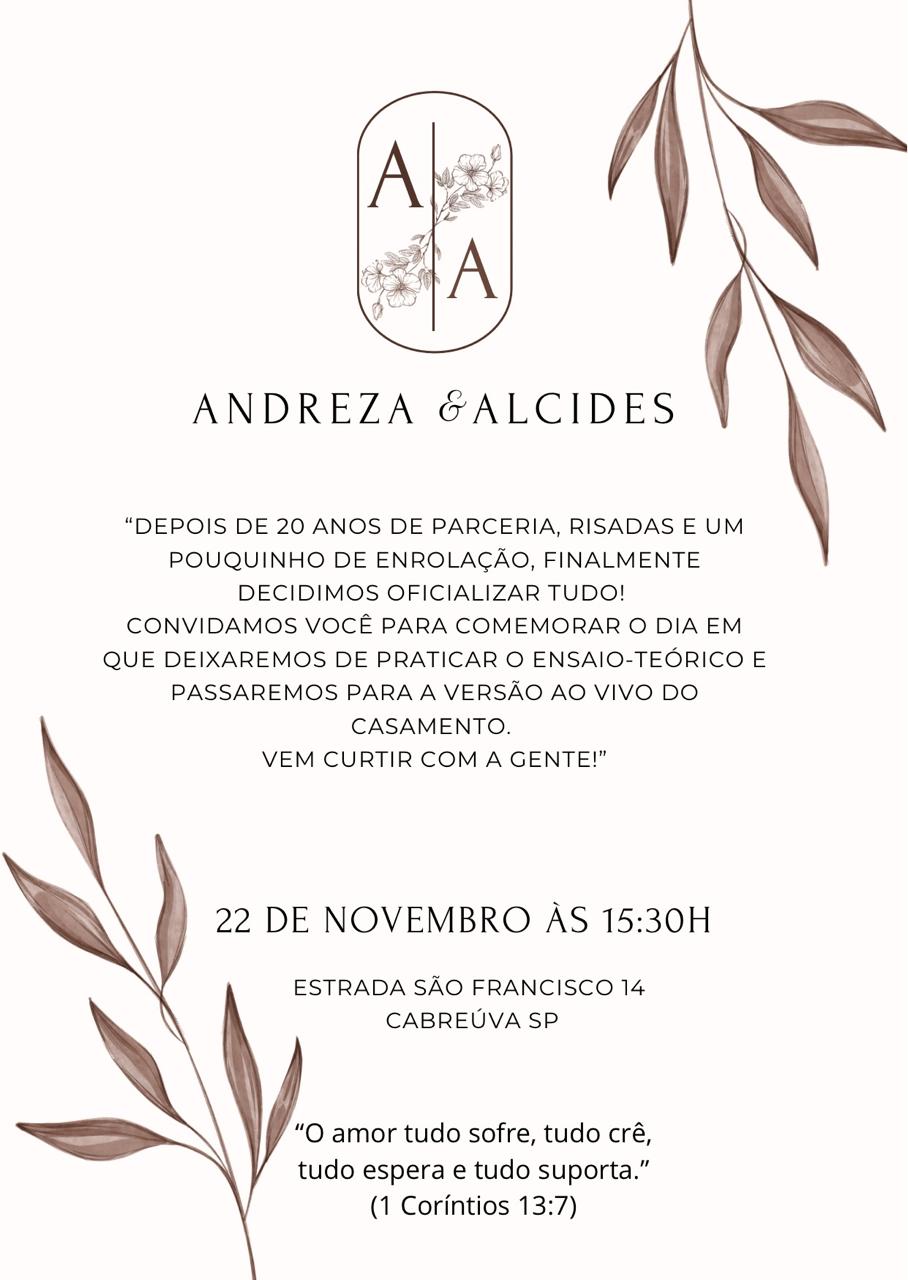 A
A
ANDREZA & ALCIDES
“DEPOIS DE 20 ANOS DE PARCERIA, RISADAS E UM
POUQUINHO DE ENROLAÇÃO, FINALMENTE
DECIDIMOS OFICIALIZAR TUDO!
CONVIDAMOS VOCÊ PARA COMEMORAR O DIA EM
QUE DEIXAREMOS DE PRATICAR O ENSAIO-TEÓRICO E
PASSAREMOS PARA A VERSÃO AO VIVO DO
CASAMENTO.
VEM CURTIR COM A GENTE!”
22 DE NOVEMBRO ÀS 15:30H
ESTRADA SÃO FRANCISCO 14
CABREÚVA SP
“O amor tudo sofre, tudo crê,
tudo espera e tudo suporta.”
(1 Coríntios 13:7)